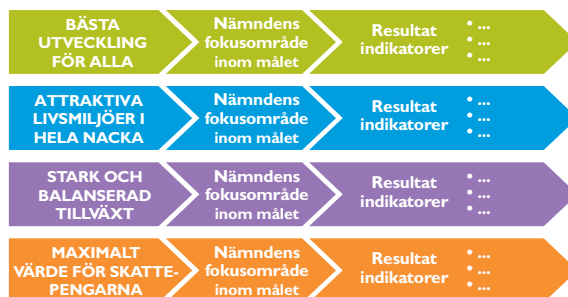 BÄSTA
UTVECKLING
FÖR ALLA
Nämndens
fokusområde
inom målet
Resultat
indikatorer
• ...
• ...
• ...
ATTRAKTIVA
LIVSMILJÖER I
HELA NACKA
Nämndens
fokusområde
inom målet
Resultat
indikatorer
• ...
• ...
• ...
STARK OCH
BALANSERAD
TILLVÄXT
Nämndens
fokusområde
inom målet
Resultat
indikatorer
• ...
• ...
• ...
MAXIMALT
VÄRDE FÖR SKATTE-
PENGARNA
Nämndens
fokusområde
inom målet
Resultat
indikatorer
• ...
• ...
• ...